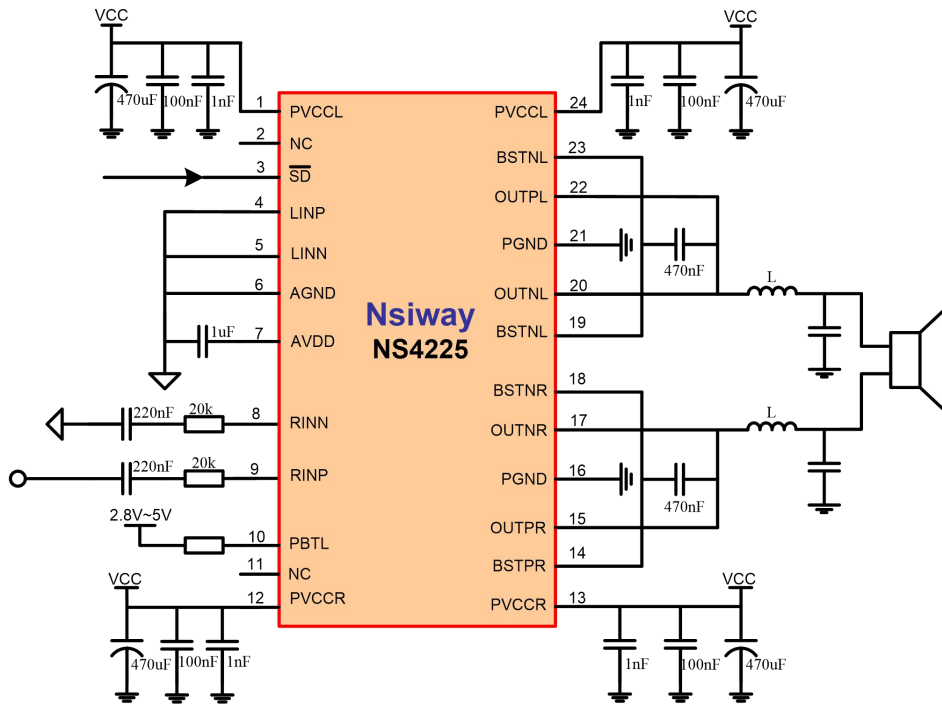 VCC
470uF 100nF 1nF
VCC
1nF 100nF 470uF
1 PVCCL
2 NC
3 SD
4 LINP
5 LINN
6 AGND
1uF 7 AVDD
220nF 20k 8 RINN
220nF 20k 9 RINP
2.8V~5V
10 PBTL
11 NC
12 PVCCR
VCC
470uF 100nF 1nF
Nsiway
NS4225
PVCCL 24
BSTNL 23
OUTPL 22
PGND 21
470nF
OUTNL 20
L
BSTNL 19
BSTNR 18
OUTNR 17
L
PGND 16
470nF
OUTPR 15
BSTPR 14
PVCCR 13
VCC
1nF 100nF 470uF